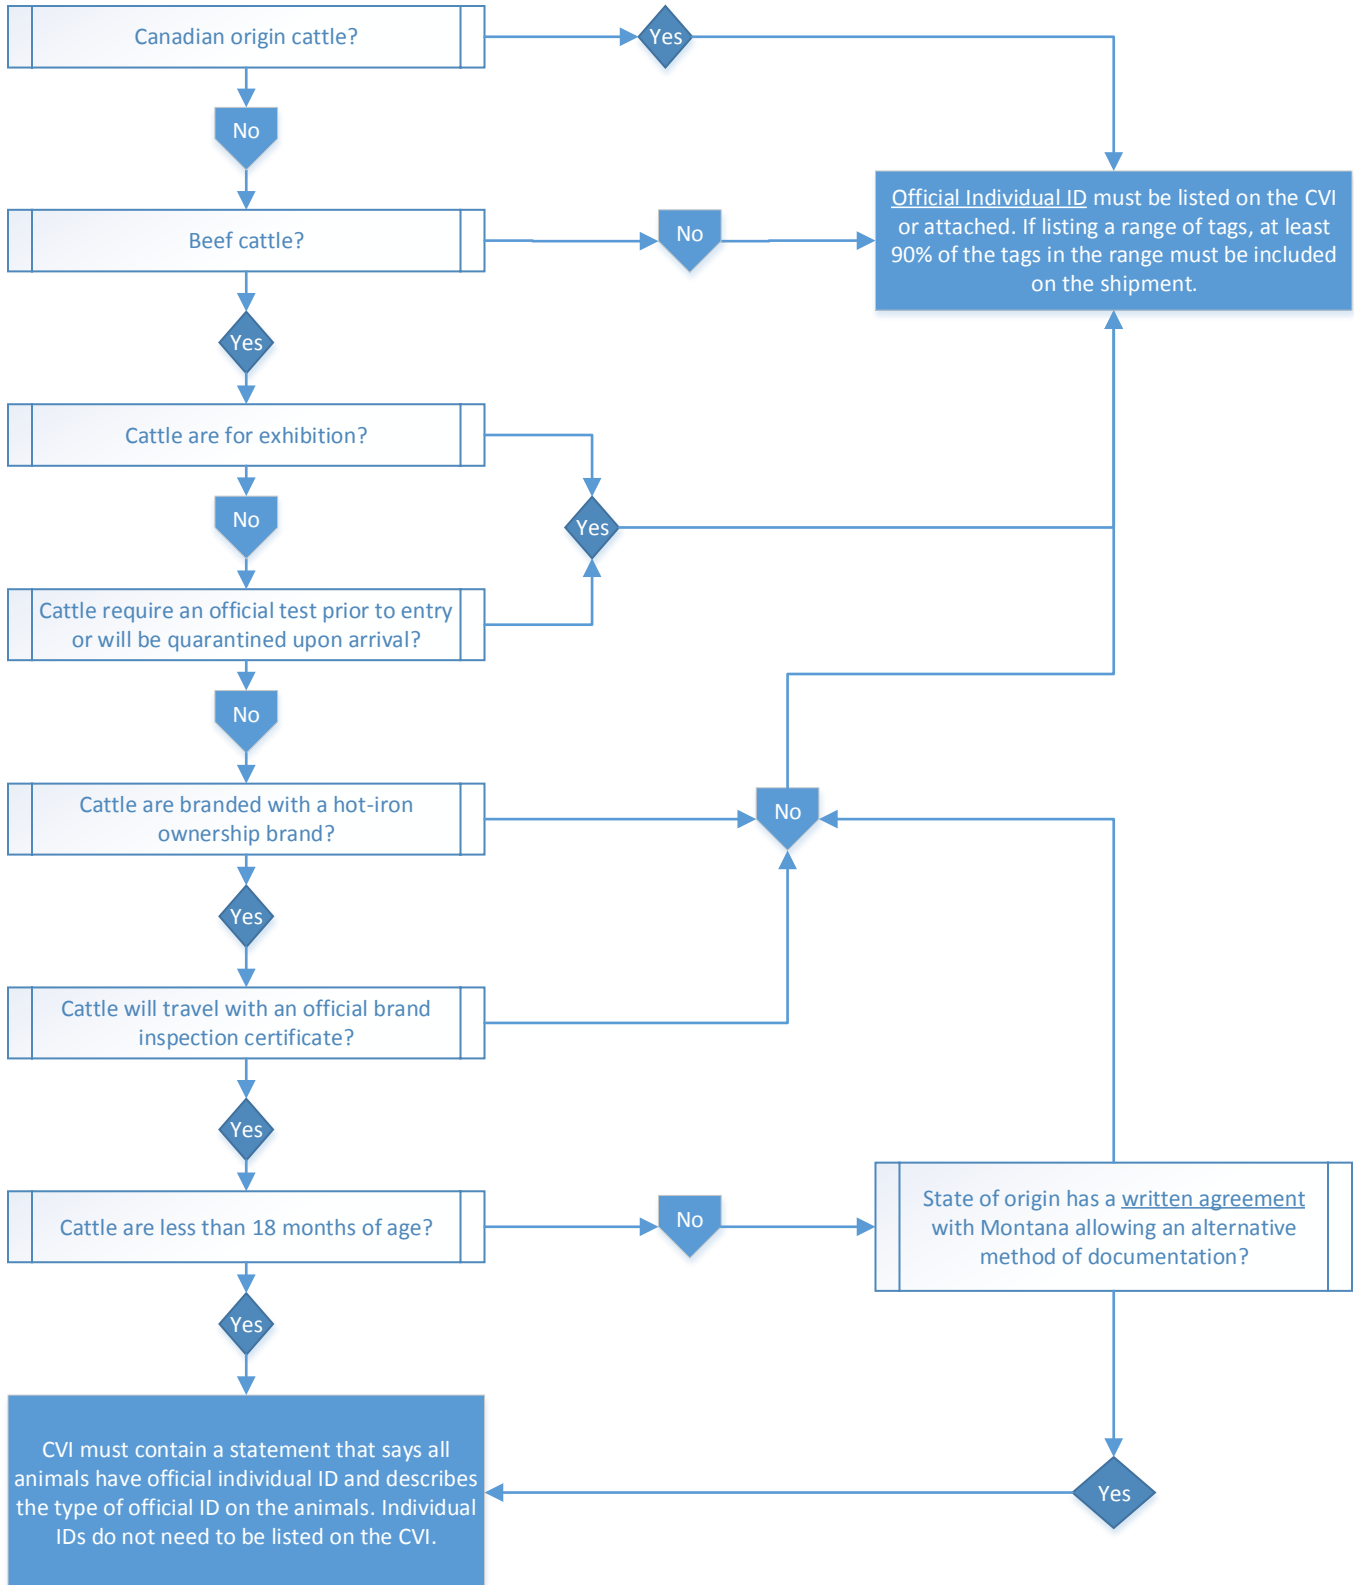 Canadian origin cattle?
Yes
No
Official Individual ID must be listed on the CVI
or attached. If listing a range of tags, at least
90% of the tags in the range must be included
on the shipment.
Beef cattle?
No
Yes
Cattle are for exhibition?
No
Yes
Cattle require an official test prior to entry
or will be quarantined upon arrival?
No
Cattle are branded with a hot-iron
ownership brand?
No
Yes
Cattle will travel with an official brand
inspection certificate?
Yes
Cattle are less than 18 months of age?
No
State of origin has a written agreement
with Montana allowing an alternative
method of documentation?
Yes
CVI must contain a statement that says all
animals have official individual ID and describes
the type of official ID on the animals. Individual
IDs do not need to be listed on the CVI.
Yes